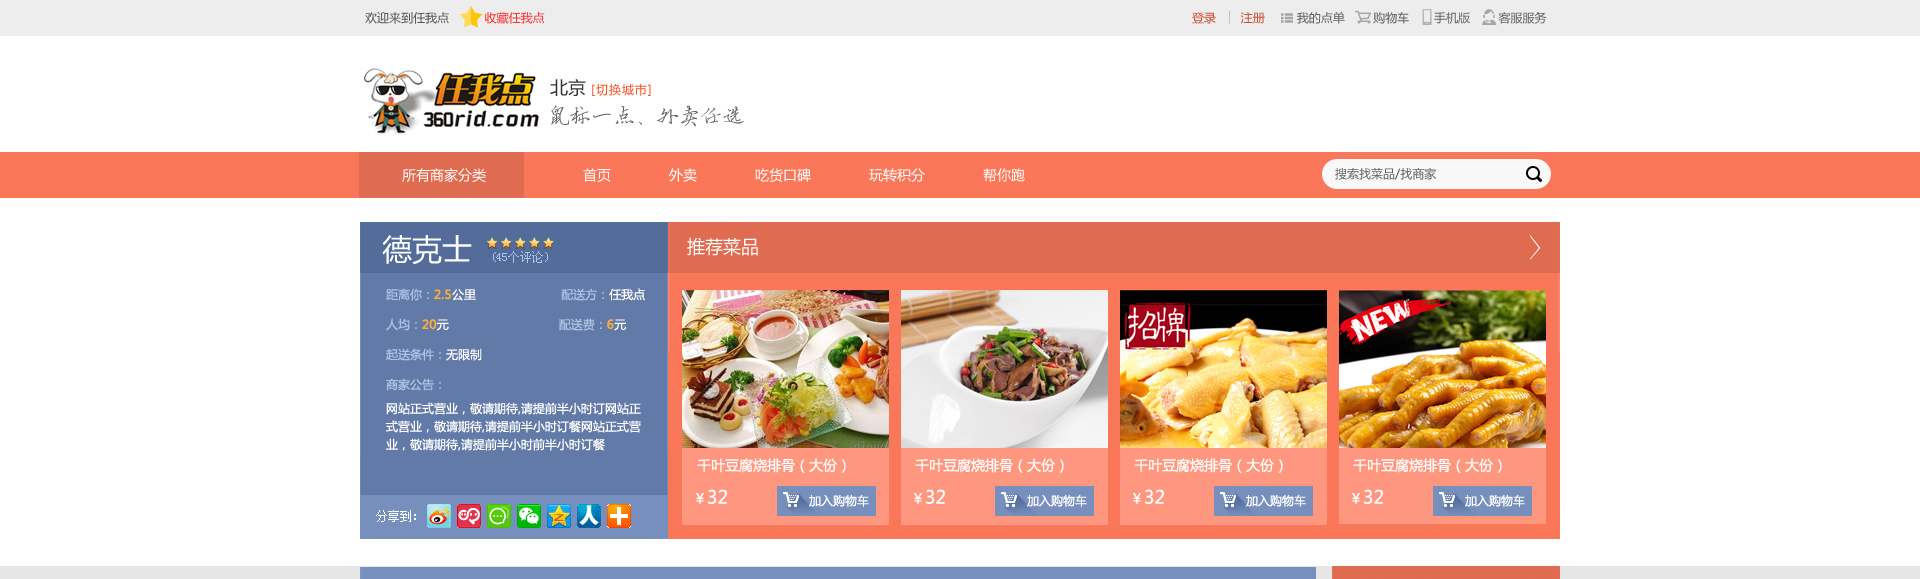 欢迎来到任我点 收藏任我点 登录 注册 我的点单 购物车 手机版 客服服务
任我点
360rid.com
北京 [切换城市]
鼠标一点、外卖任选
所有商家分类 首页 外卖 吃货口碑 玩转积分 帮你跑 搜索找菜品/找商家
德克士
(45个评论)
距离你：2.5公里 配送方：任我点
人均：20元 配送费：6元
起送条件：无限制
商家公告：
网站正式营业，敬请期待,请提前半小时订网站正
式营业，敬请期待,请提前半小时订餐网站正式营
业，敬请期待,请提前半小时前半小时订餐
分享到：
推荐菜品
招牌
NEW
千叶豆腐烧排骨（大份） 千叶豆腐烧排骨（大份） 千叶豆腐烧排骨（大份） 千叶豆腐烧排骨（大份）
¥32 加入购物车 ¥32 加入购物车 ¥32 加入购物车 ¥32 加入购物车